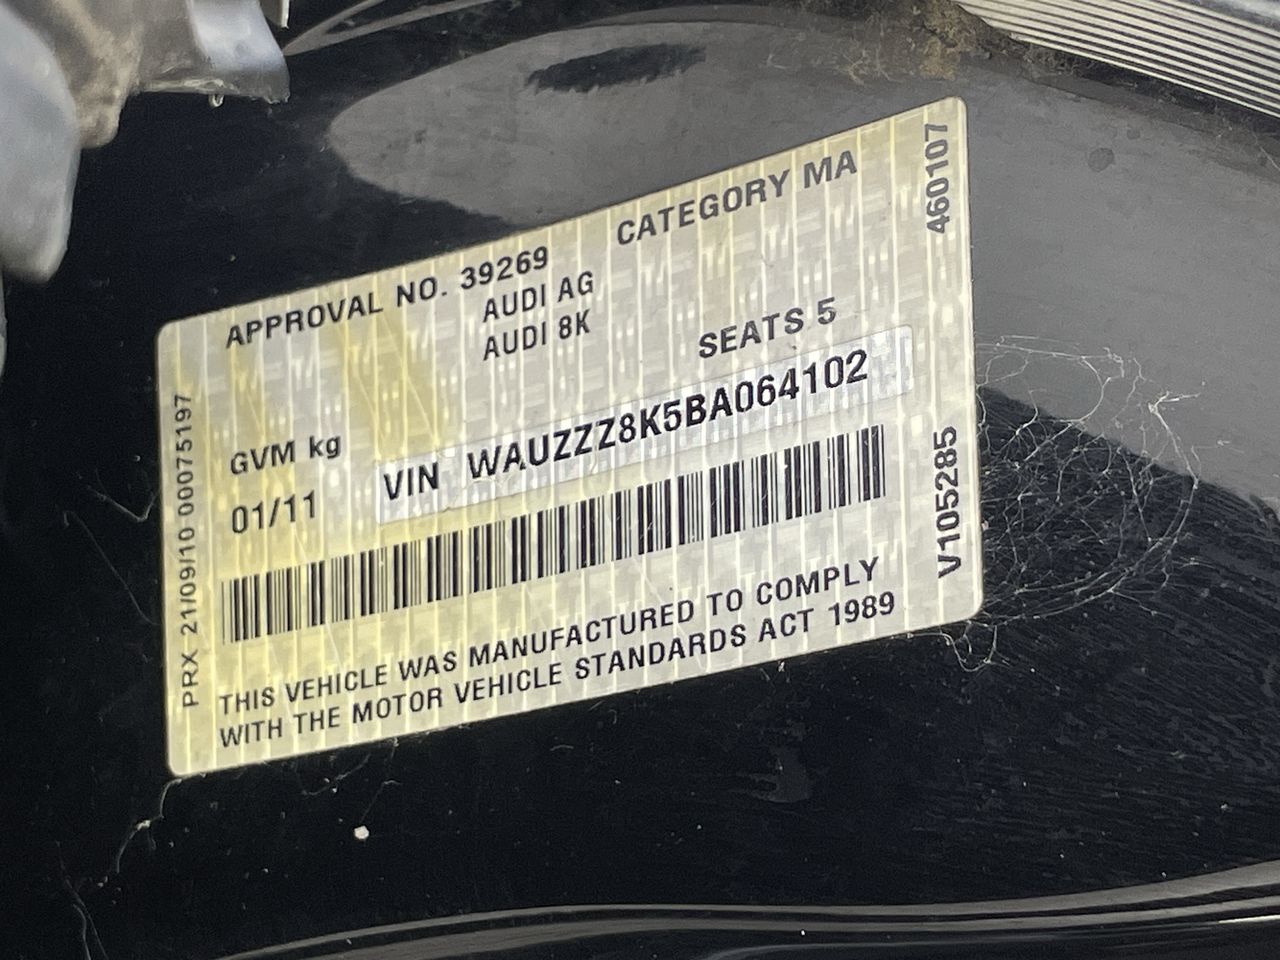 APPROVAL NO. 39269
CATEGORY MA
AUDI AG
AUDI 8K
SEATS 5
GVM kg
01/11
VIN WAUZZZ8K5BA064102
THIS VEHICLE WAS MANUFACTURED TO COMPLY
WITH THE MOTOR VEHICLE STANDARDS ACT 1989
PRX 21/09/10 00075197
460107
V105285